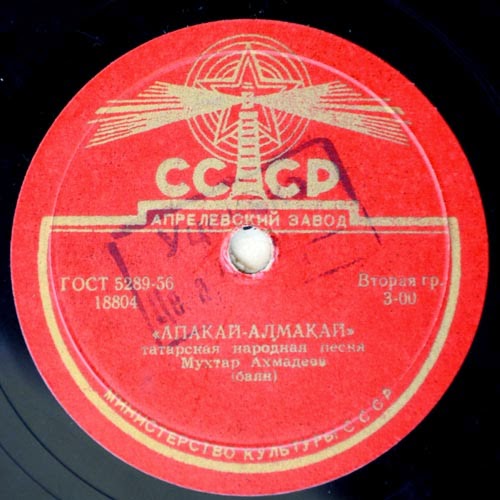 СССР
АПРЕЛЕВСКИЙ ЗАВОД
ГОСТ 5289-56
18804
Вторая гр.
3-00
«АПАКАЙ-АЛМАКАЙ»
татарская народная песня
Мухтар Ахмадеев
(баян)
МИНИСТЕРСТВО КУЛЬТУРЫ СССР